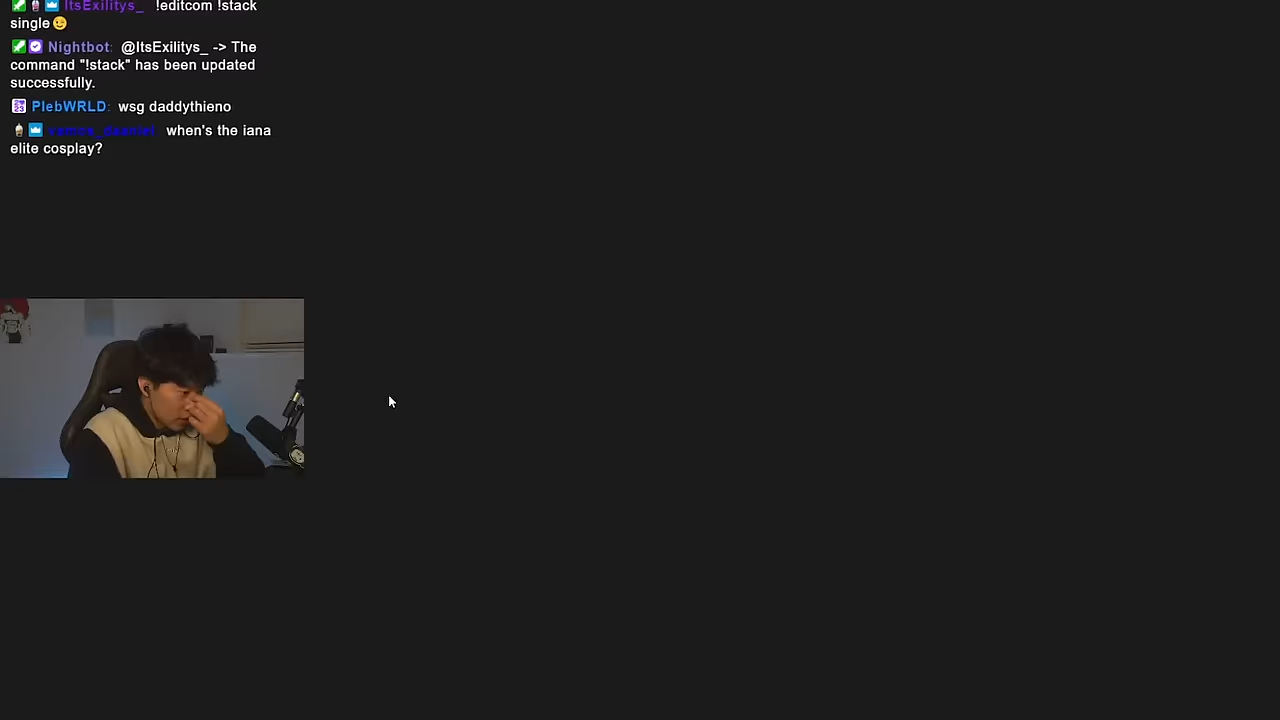 ItsExilitys_ !editcom !stack
single😉
Nightbot: @ItsExilitys_ -> The
command "!stack" has been updated
successfully.
PlebWRLD: wsg daddythieno
when's the iana
elite cosplay?